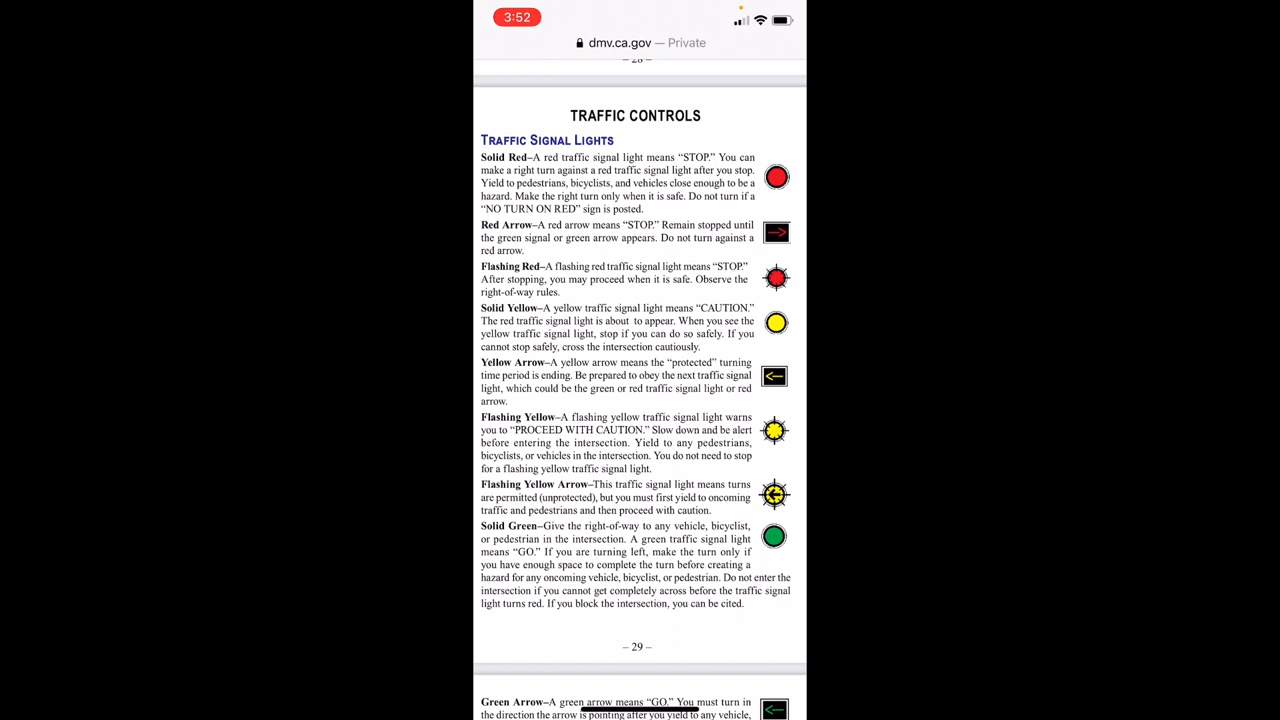 3:52
dmv.ca.gov — Private
– 28 –
TRAFFIC CONTROLS
TRAFFIC SIGNAL LIGHTS
Solid Red–A red traffic signal light means “STOP.” You can
make a right turn against a red traffic signal light after you stop.
Yield to pedestrians, bicyclists, and vehicles close enough to be a
hazard. Make the right turn only when it is safe. Do not turn if a
“NO TURN ON RED” sign is posted.
Red Arrow–A red arrow means “STOP.” Remain stopped until
the green signal or green arrow appears. Do not turn against a
red arrow.
Flashing Red–A flashing red traffic signal light means “STOP.”
After stopping, you may proceed when it is safe. Observe the
right-of-way rules.
Solid Yellow–A yellow traffic signal light means “CAUTION.”
The red traffic signal light is about to appear. When you see the
yellow traffic signal light, stop if you can do so safely. If you
cannot stop safely, cross the intersection cautiously.
Yellow Arrow–A yellow arrow means the “protected” turning
time period is ending. Be prepared to obey the next traffic signal
light, which could be the green or red traffic signal light or red
arrow.
Flashing Yellow–A flashing yellow traffic signal light warns
you to “PROCEED WITH CAUTION.” Slow down and be alert
before entering the intersection. Yield to any pedestrians,
bicyclists, or vehicles in the intersection. You do not need to stop
for a flashing yellow traffic signal light.
Flashing Yellow Arrow–This traffic signal light means turns
are permitted (unprotected), but you must first yield to oncoming
traffic and pedestrians and then proceed with caution.
Solid Green–Give the right-of-way to any vehicle, bicyclist,
or pedestrian in the intersection. A green traffic signal light
means “GO.” If you are turning left, make the turn only if
you have enough space to complete the turn before creating a
hazard for any oncoming vehicle, bicyclist, or pedestrian. Do not enter the
intersection if you cannot get completely across before the traffic signal
light turns red. If you block the intersection, you can be cited.
– 29 –
Green Arrow–A green arrow means “GO.” You must turn in
the direction the arrow is pointing after you yield to any vehicle,